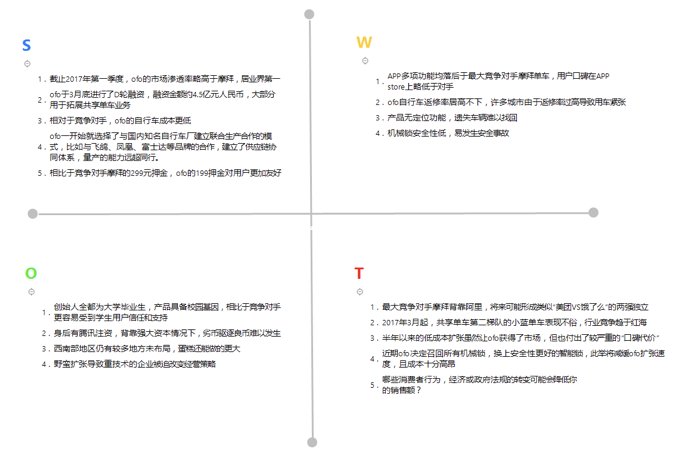 S
1. 截止2017年第一季度，ofo的市场渗透率略高于摩拜，居业界第一
2. ofo于3月底进行了D轮融资，融资金额约4.5亿元人民币，大部分
用于拓展共享单车业务
3. 相对于竞争对手，ofo的自行车成本更低
4. ofo一开始就选择了与国内知名自行车厂建立联合生产合作的模
式，比如与飞鸽、凤凰、富士达等品牌的合作，建立了供应链协
同体系，量产的能力远超同行。
5. 相比于竞争对手摩拜的299元押金，ofo的199押金对用户更加友好
W
1. APP多项功能均落后于最大竞争对手摩拜单车，用户口碑在APP
store上略低于对手
2. ofo自行车返修率居高不下，许多城市由于返修率过高导致用车紧张
3. 产品无定位功能，遗失车辆难以找回
4. 机械锁安全性低，易发生安全事故
O
1. 创始人全都为大学毕业生，产品具备校园基因，相比于竞争对手
更容易受到学生用户信任和支持
2. 身后有腾讯注资，背靠强大资本情况下，劣币驱逐良币难以发生
3. 西南部地区仍有较多地方未布局，蛋糕还能做的更大
4. 野蛮扩张导致重技术的企业被迫改变经营策略
T
1. 最大竞争对手摩拜背靠阿里，将来可能形成类似“美团VS饿了么”的两强独立
2. 2017年3月起，共享单车第二梯队的小蓝单车表现不俗，行业竞争趋于红海
3. 半年以来的低成本扩张虽然让ofo获得了市场，但也付出了较严重的“口碑代价”
4. 近期ofo决定召回所有机械锁，换上安全性更好的智能锁，此举将减缓ofo扩张速
度，且成本十分高昂
5. 哪些消费者行为，经济或政府法规的转变可能会降低你
的销售额？